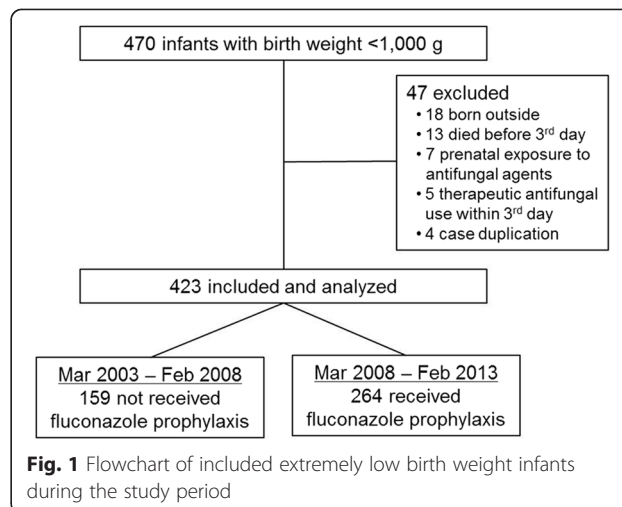 470 infants with birth weight <1,000 g
47 excluded
• 18 born outside
• 13 died before 3rd day
• 7 prenatal exposure to
antifungal agents
• 5 therapeutic antifungal
use within 3rd day
• 4 case duplication
423 included and analyzed
Mar 2003 – Feb 2008
159 not received
fluconazole prophylaxis
Mar 2008 – Feb 2013
264 received
fluconazole prophylaxis
Fig. 1 Flowchart of included extremely low birth weight infants
during the study period